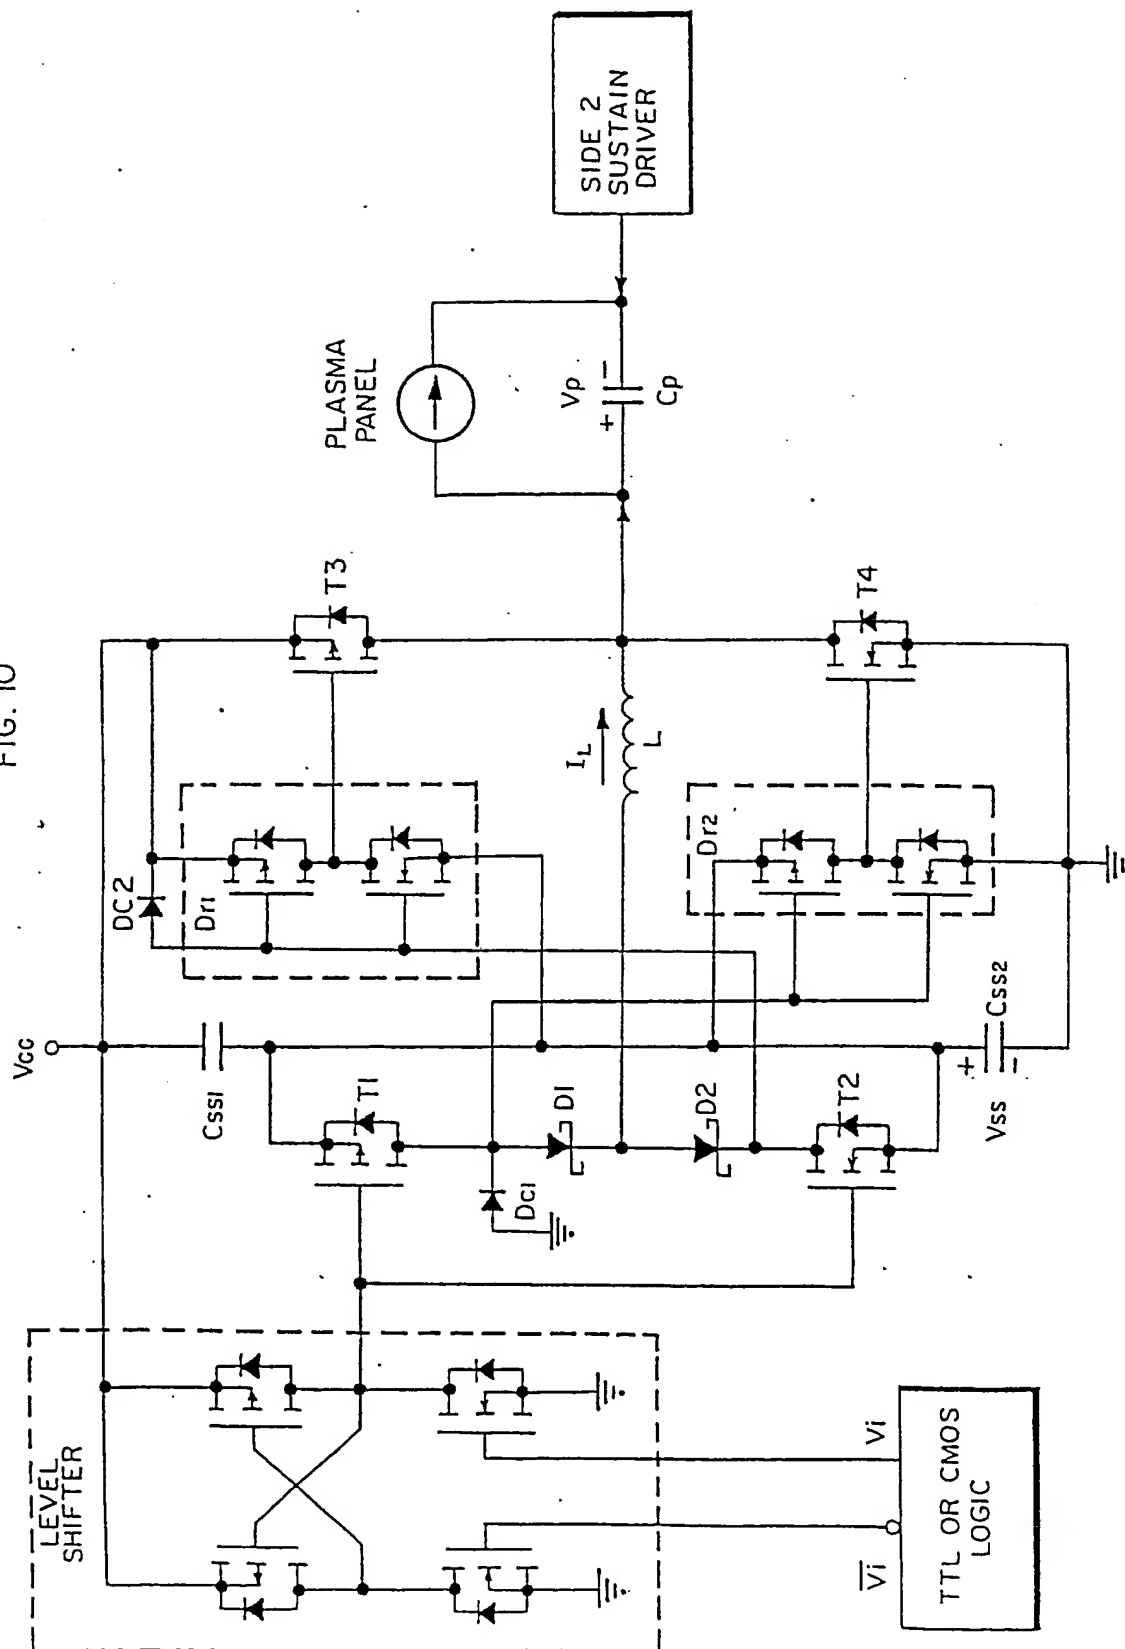 FIG. 10
Vcc
LEVEL
SHIFTER
Css1
DC2
Dr1
T3
PLASMA
PANEL
T1
Dc1
D1
D2
T2
IL
L
Vp
+ −
Cp
SIDE 2
SUSTAIN
DRIVER
Dr2
T4
+
Vss
−
Css2
V̅i̅
Vi
TTL OR CMOS
LOGIC